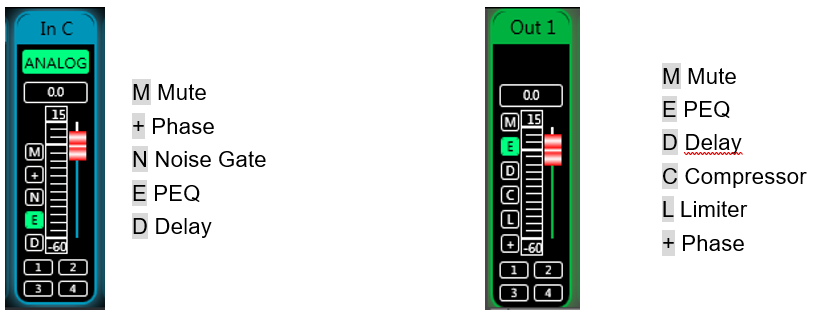 In C
ANALOG
0.0
15
M
+
N
E
D
-60
1 2
3 4
M Mute
+ Phase
N Noise Gate
E PEQ
D Delay
Out 1
0.0
M 15
E
D
C
L
+ -60
1 2
3 4
M Mute
E PEQ
D Delay
C Compressor
L Limiter
+ Phase